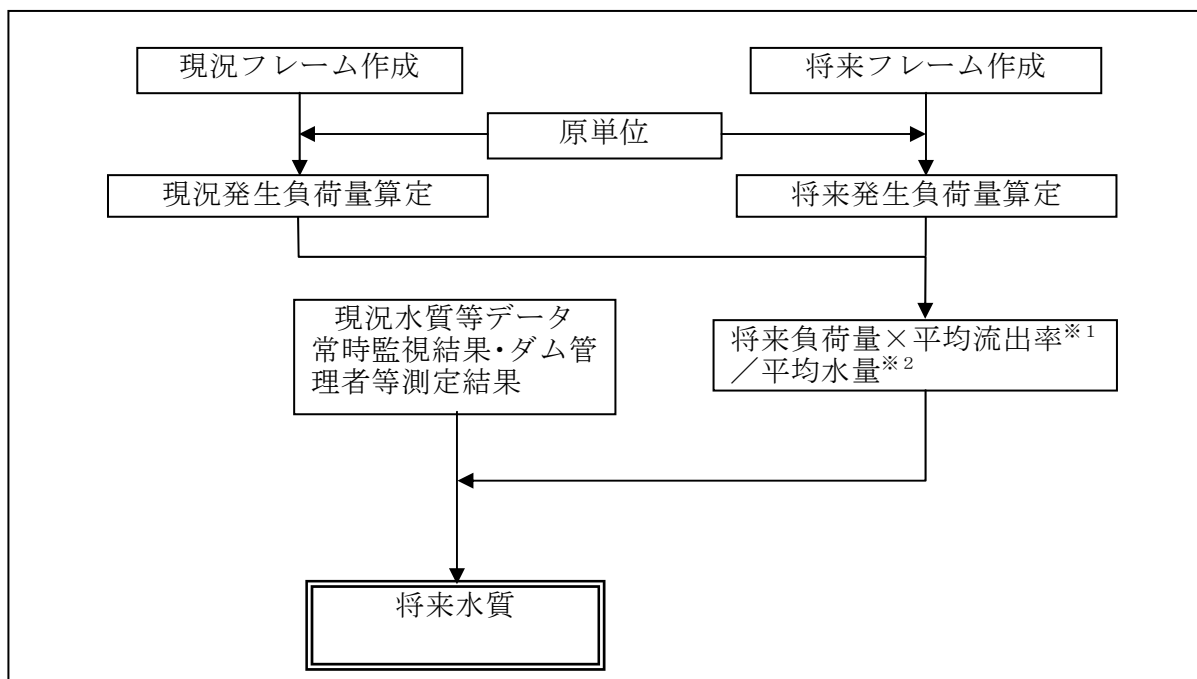 現況フレーム作成
将来フレーム作成
原単位
現況発生負荷量算定
将来発生負荷量算定
現況水質等データ
常時監視結果・ダム管
理者等測定結果
将来負荷量×平均流出率※1
／平均水量※2
将来水質